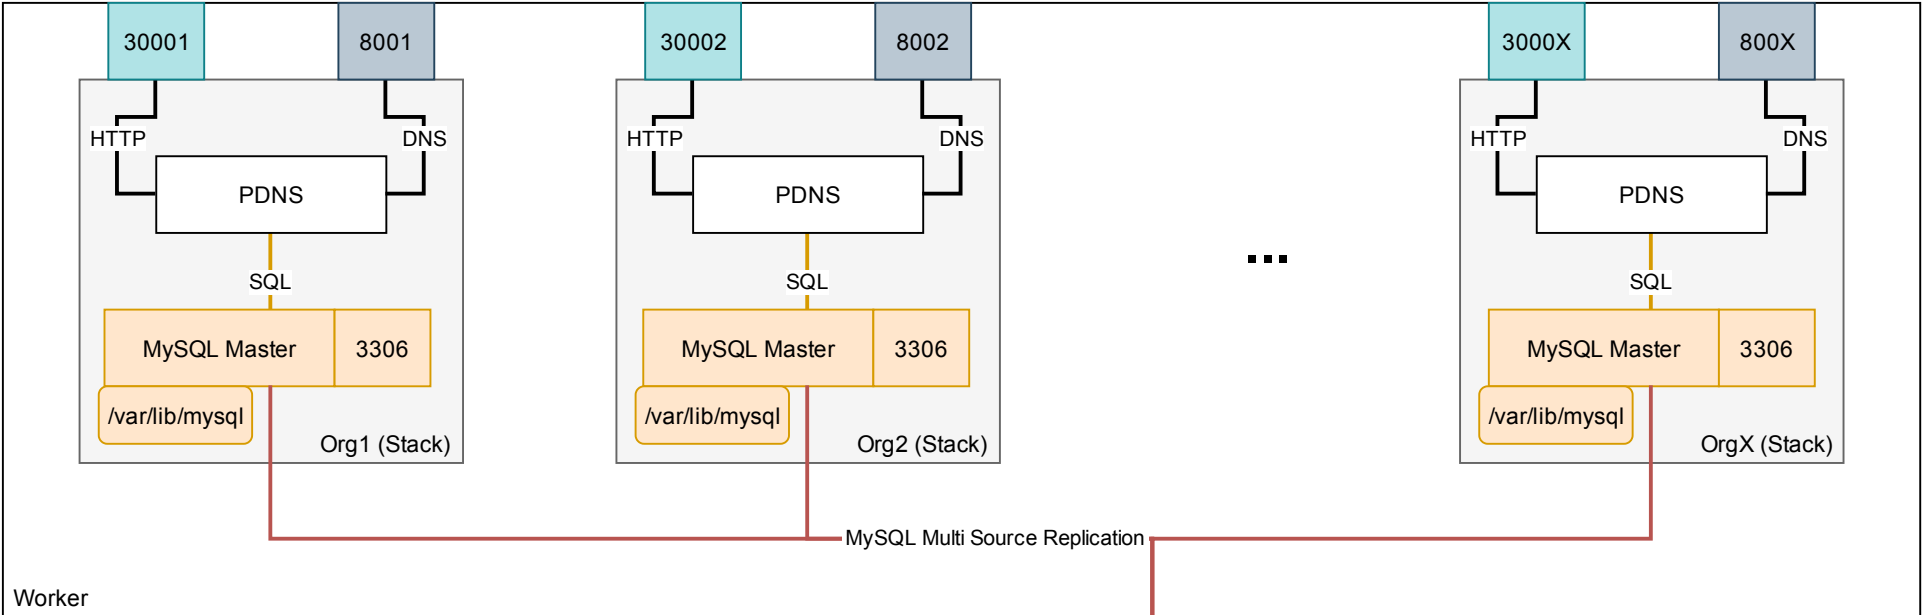 30001
8001
30002
8002
3000X
800X
HTTP
DNS
HTTP
DNS
HTTP
DNS
PDNS
PDNS
PDNS
...
SQL
SQL
SQL
MySQL Master
3306
MySQL Master
3306
MySQL Master
3306
/var/lib/mysql
/var/lib/mysql
/var/lib/mysql
Org1 (Stack)
Org2 (Stack)
OrgX (Stack)
MySQL Multi Source Replication
Worker